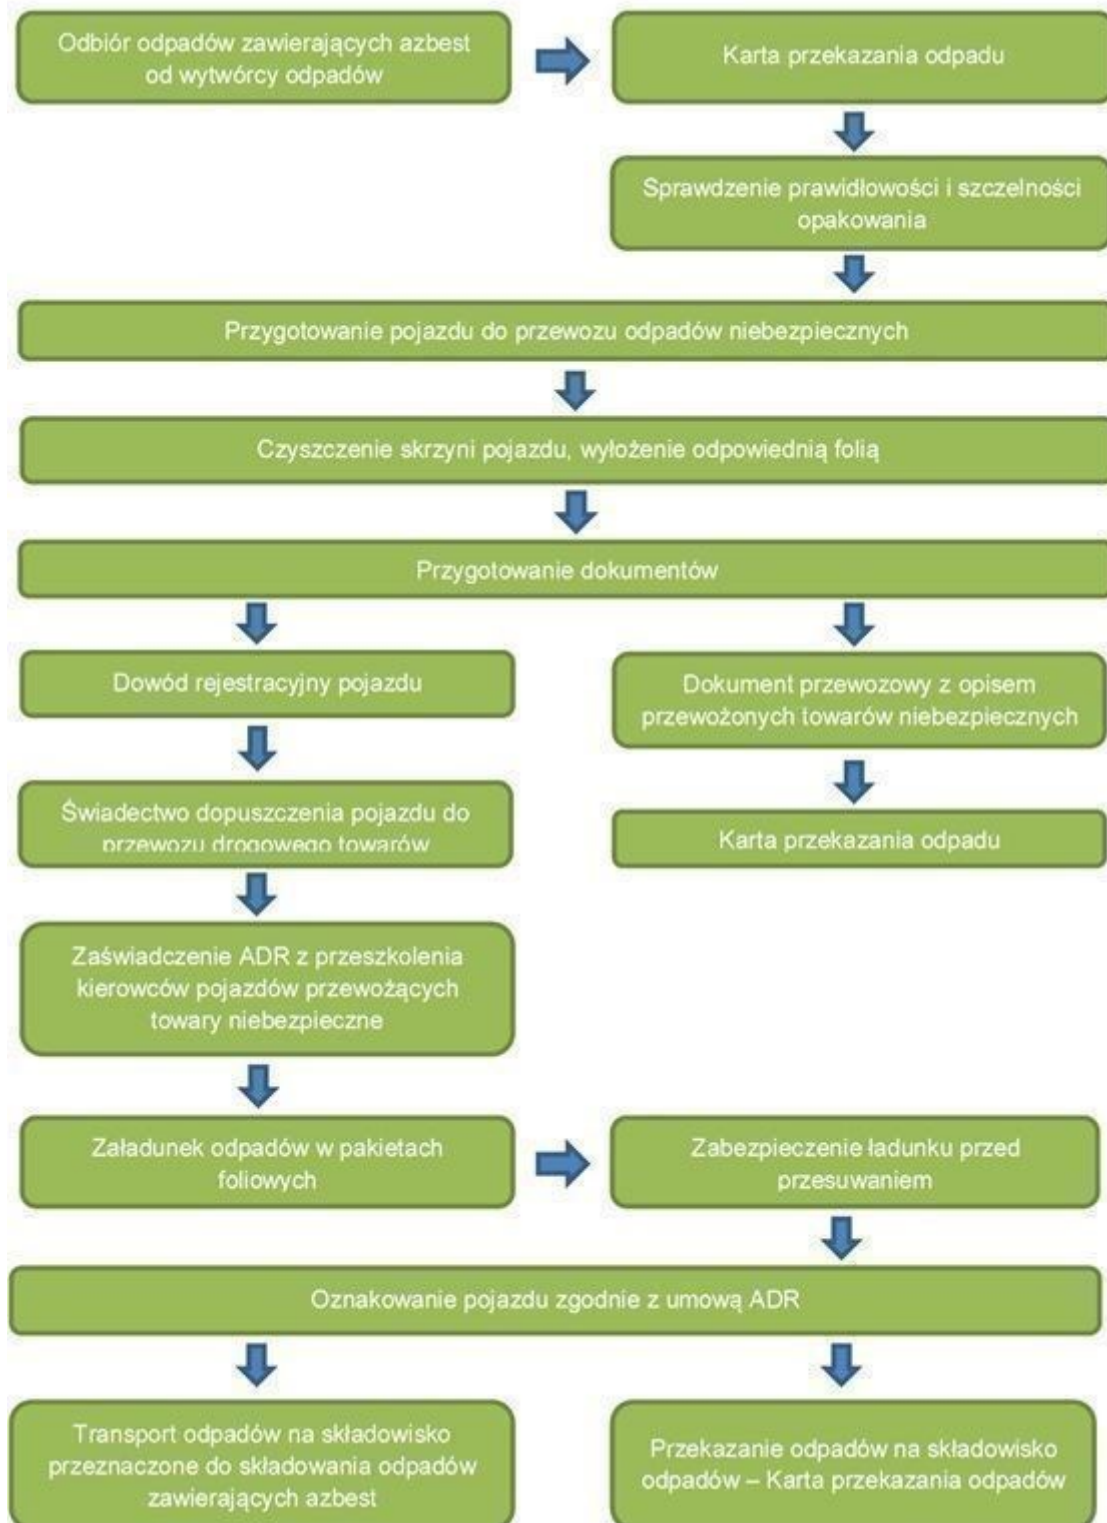 Odbiór odpadów zawierających azbest
od wytwórcy odpadów
Karta przekazania odpadu
Sprawdzenie prawidłowości i szczelności
opakowania
Przygotowanie pojazdu do przewozu odpadów niebezpiecznych
Czyszczenie skrzyni pojazdu, wyłożenie odpowiednią folią
Przygotowanie dokumentów
Dowód rejestracyjny pojazdu
Dokument przewozowy z opisem
przewożonych towarów niebezpiecznych
Świadectwo dopuszczenia pojazdu do
przewozu drogowego towarów
Karta przekazania odpadu
Zaświadczenie ADR z przeszkolenia
kierowców pojazdów przewożących
towary niebezpieczne
Załadunek odpadów w pakietach
foliowych
Zabezpieczenie ładunku przed
przesuwaniem
Oznakowanie pojazdu zgodnie z umową ADR
Transport odpadów na składowisko
przeznaczone do składowania odpadów
zawierających azbest
Przekazanie odpadów na składowisko
odpadów – Karta przekazania odpadów